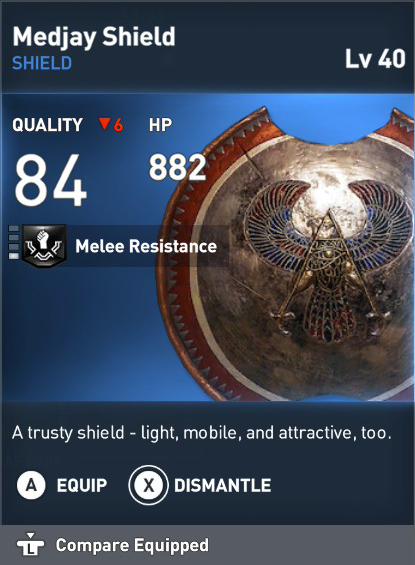 Medjay Shield
SHIELD
Lv 40
QUALITY ▼6 HP
84 882
Melee Resistance
A trusty shield - light, mobile, and attractive, too.
A EQUIP X DISMANTLE
L Compare Equipped